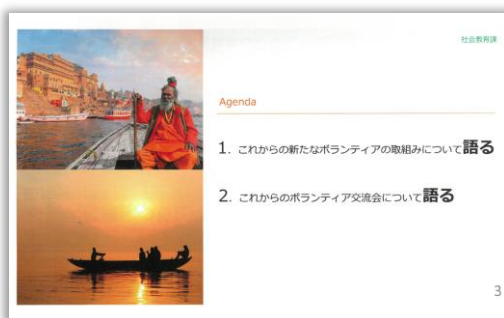 社会教育課
Agenda
1. これからの新たなボランティアの取組みについて語る
2. これからのボランティア交流会について語る
3